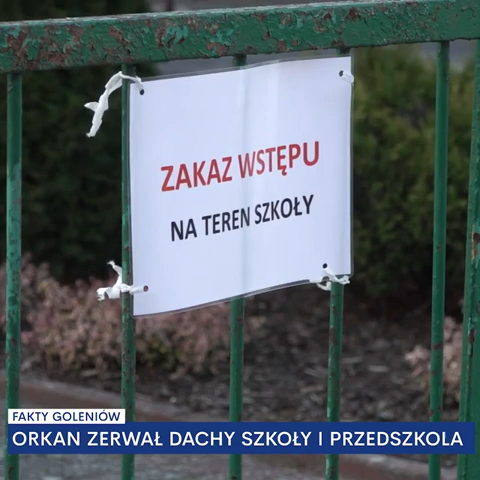 ZAKAZ WSTĘPU
NA TEREN SZKOŁY
FAKTY GOLENIÓW
ORKAN ZERWAŁ DACHY SZKOŁY I PRZEDSZKOLA